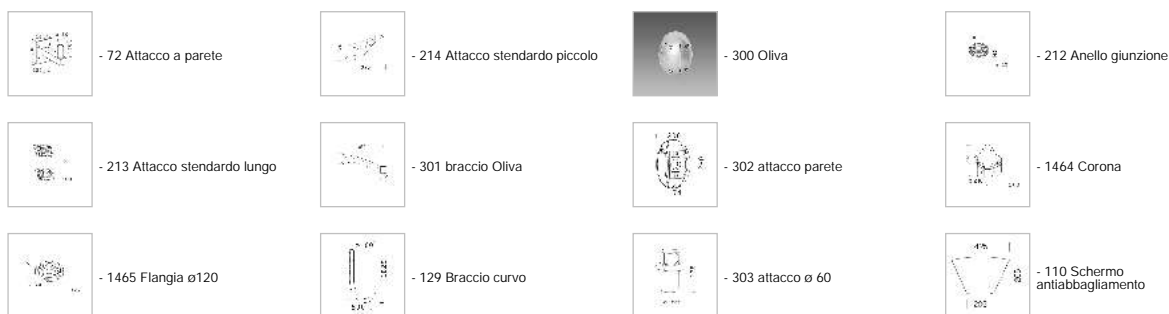 - 72 Attacco a parete
- 214 Attacco stendardo piccolo
- 300 Oliva
- 212 Anello giunzione
- 213 Attacco stendardo lungo
- 301 braccio Oliva
- 302 attacco parete
- 1464 Corona
- 1465 Flangia ø120
- 129 Braccio curvo
- 303 attacco ø 60
- 110 Schermo
antiabbagliamento